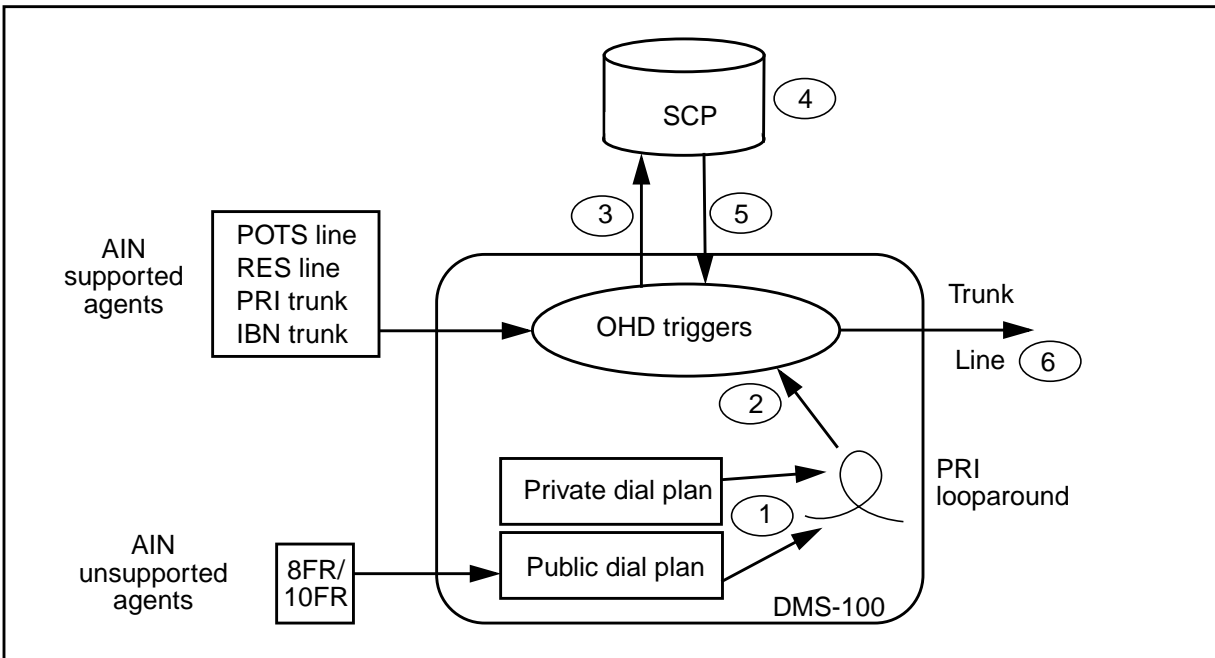 SCP
4
3
5
AIN
supported
agents
POTS line
RES line
PRI trunk
IBN trunk
OHD triggers
Trunk
Line
6
2
Private dial plan
1
PRI
looparound
AIN
unsupported
agents
8FR/
10FR
Public dial plan
DMS-100